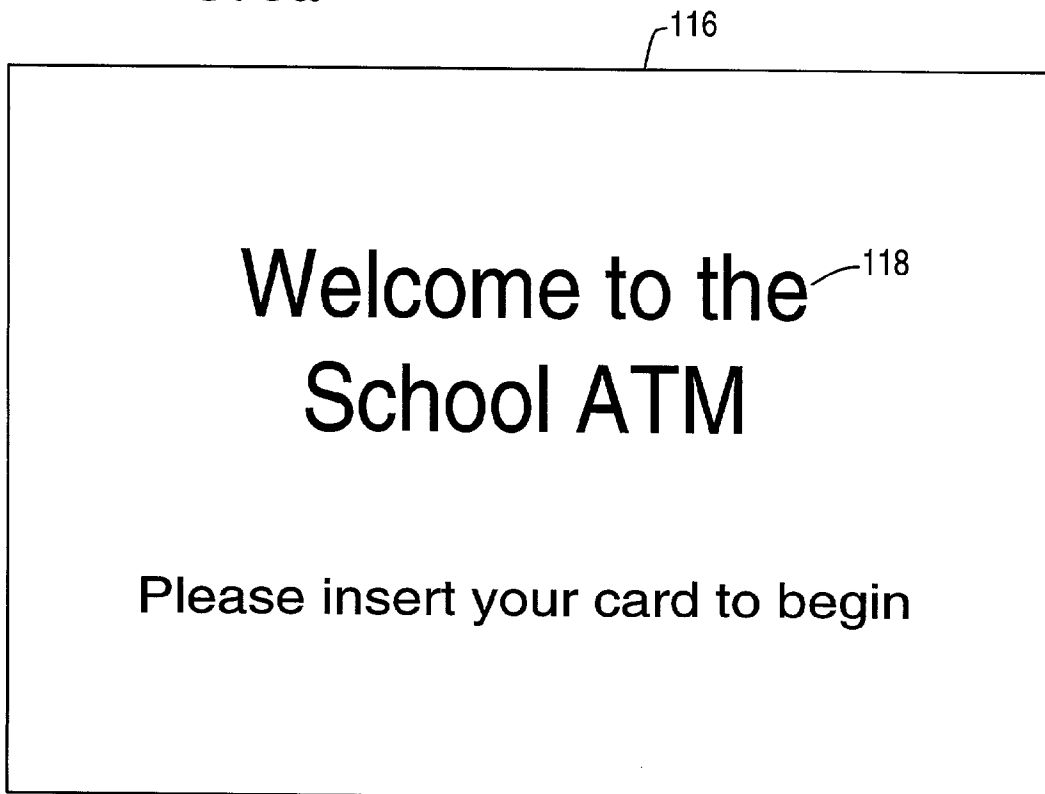 116
Welcome to the
118
School ATM
Please insert your card to begin